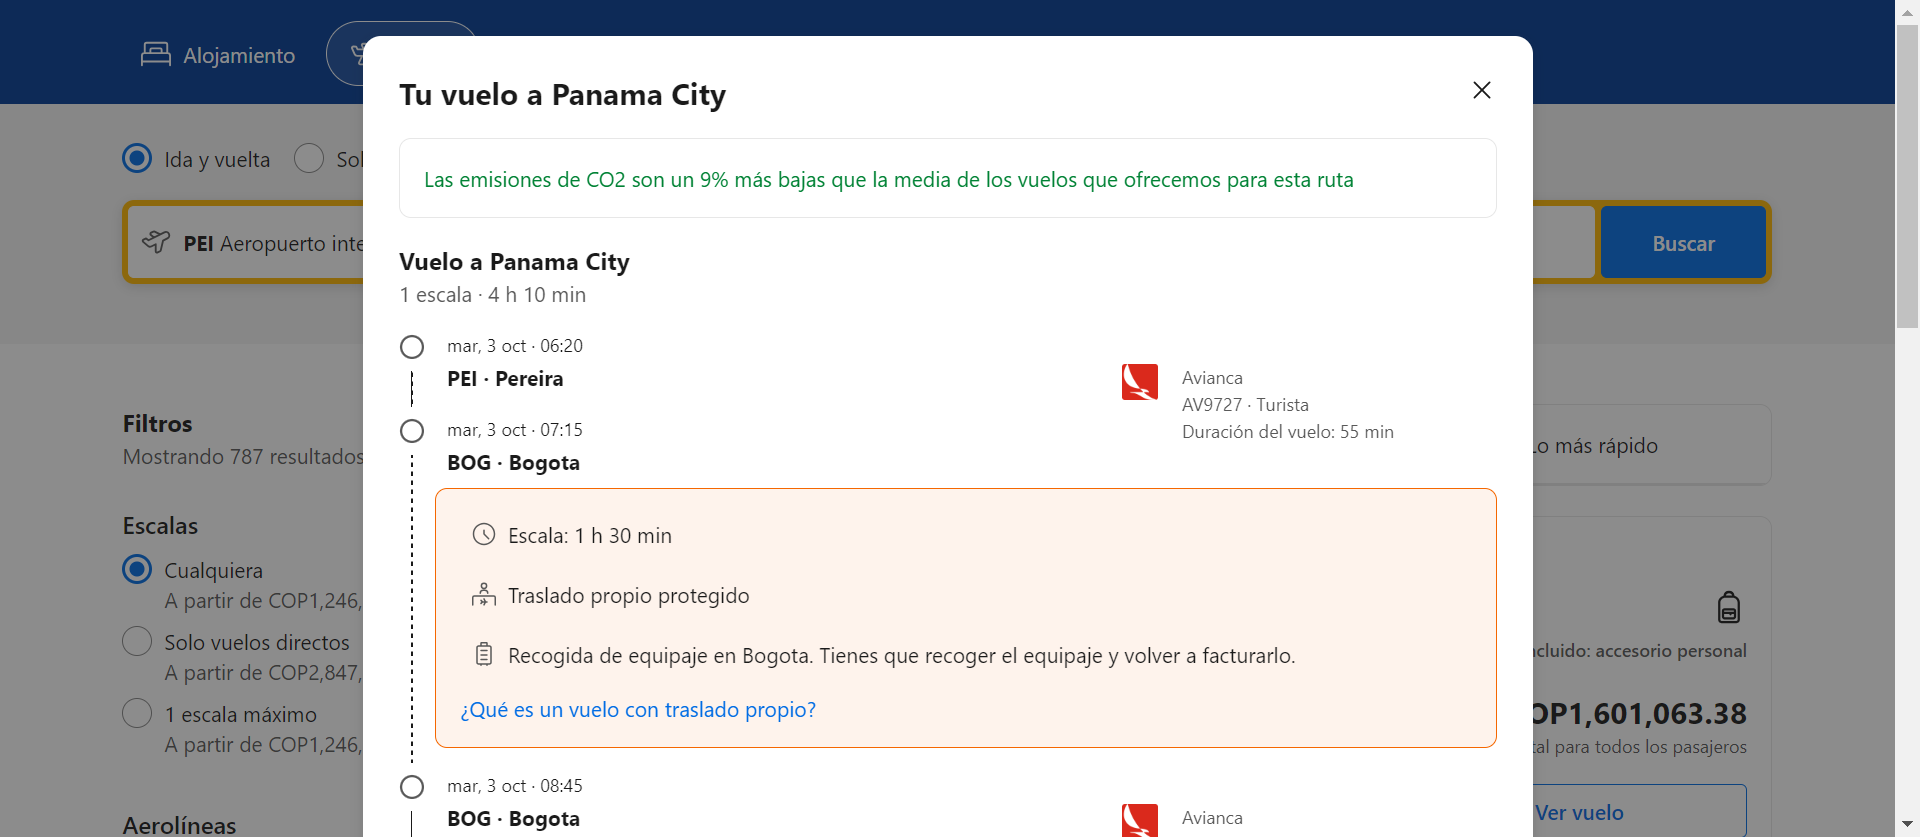 Alojamiento
Tu vuelo a Panama City
Ida y vuelta
Las emisiones de CO2 son un 9% más bajas que la media de los vuelos que ofrecemos para esta ruta
PEI Aeropuerto
Buscar
Vuelo a Panama City
1 escala · 4 h 10 min
mar, 3 oct · 06:20
PEI · Pereira
Avianca
AV9727 · Turista
Duración del vuelo: 55 min
mar, 3 oct · 07:15
BOG · Bogota
Filtros
Mostrando 787 resultados
Lo más rápido
Escala: 1 h 30 min
Traslado propio protegido
Recogida de equipaje en Bogota. Tienes que recoger el equipaje y volver a facturarlo.
¿Qué es un vuelo con traslado propio?
Escalas
Cualquiera
A partir de COP1,246,
Solo vuelos directos
A partir de COP2,847,
1 escala máximo
A partir de COP1,246,
accesorio personal
COP1,601,063.38
para todos los pasajeros
Ver vuelo
mar, 3 oct · 08:45
BOG · Bogota
Avianca
Aerolíneas